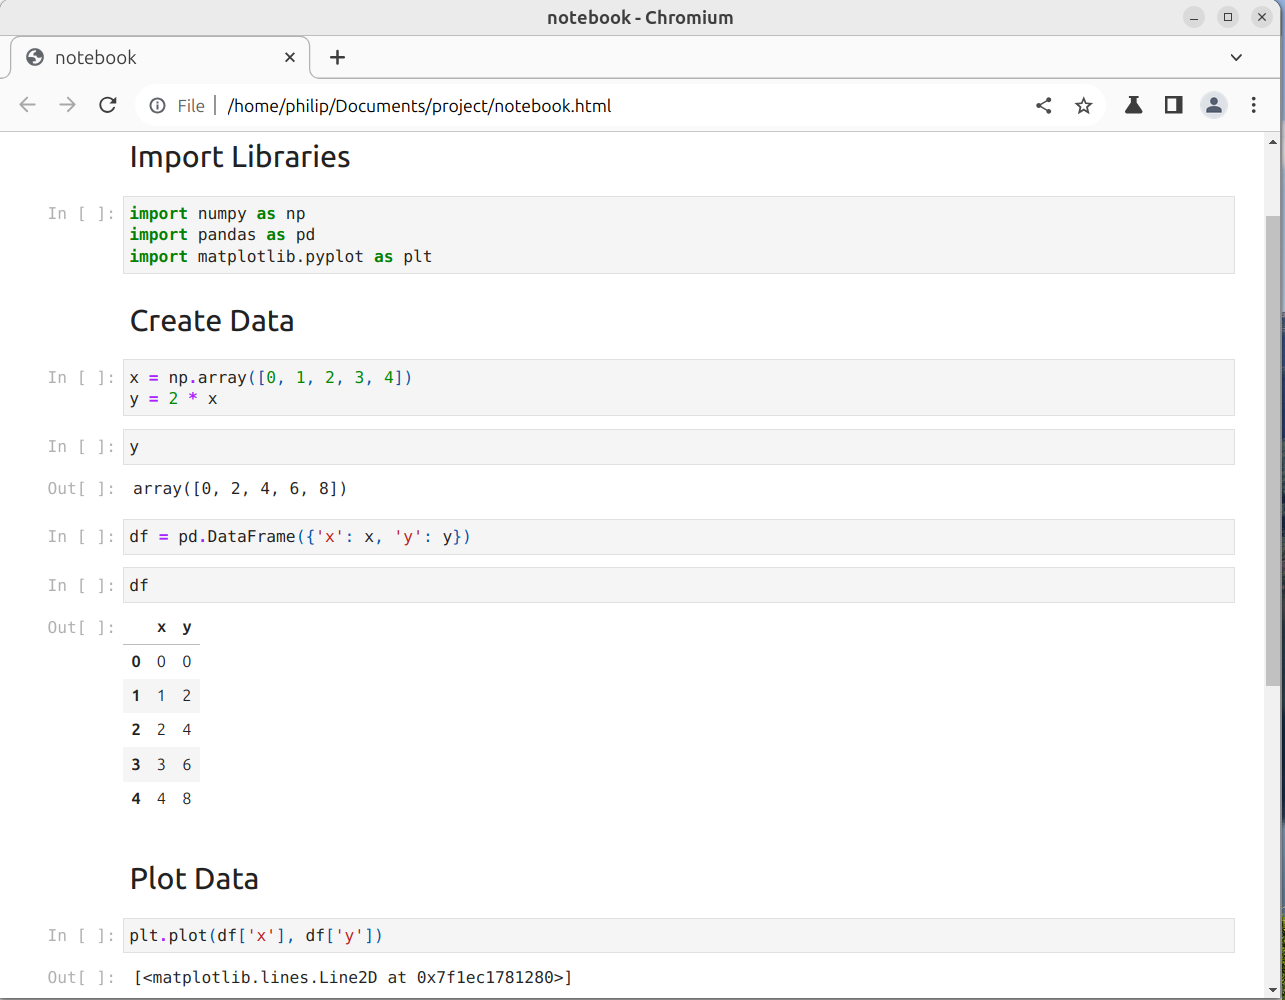 notebook - Chromium
notebook
File /home/philip/Documents/project/notebook.html
Import Libraries
In [ ]: import numpy as np
import pandas as pd
import matplotlib.pyplot as plt
Create Data
In [ ]: x = np.array([0, 1, 2, 3, 4])
y = 2 * x
In [ ]: y
Out[ ]: array([0, 2, 4, 6, 8])
In [ ]: df = pd.DataFrame({'x': x, 'y': y})
In [ ]: df
Out[ ]: x y
0 0 0
1 1 2
2 2 4
3 3 6
4 4 8
Plot Data
In [ ]: plt.plot(df['x'], df['y'])
Out[ ]: [<matplotlib.lines.Line2D at 0x7f1ec1781280>]